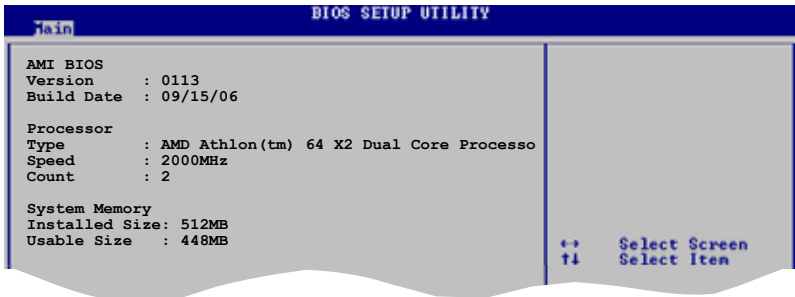 BIOS SETUP UTILITY
Main
AMI BIOS
Version : 0113
Build Date : 09/15/06
Processor
Type : AMD Athlon(tm) 64 X2 Dual Core Processo
Speed : 2000MHz
Count : 2
System Memory
Installed Size: 512MB
Usable Size : 448MB
↔ Select Screen
↑↓ Select Item